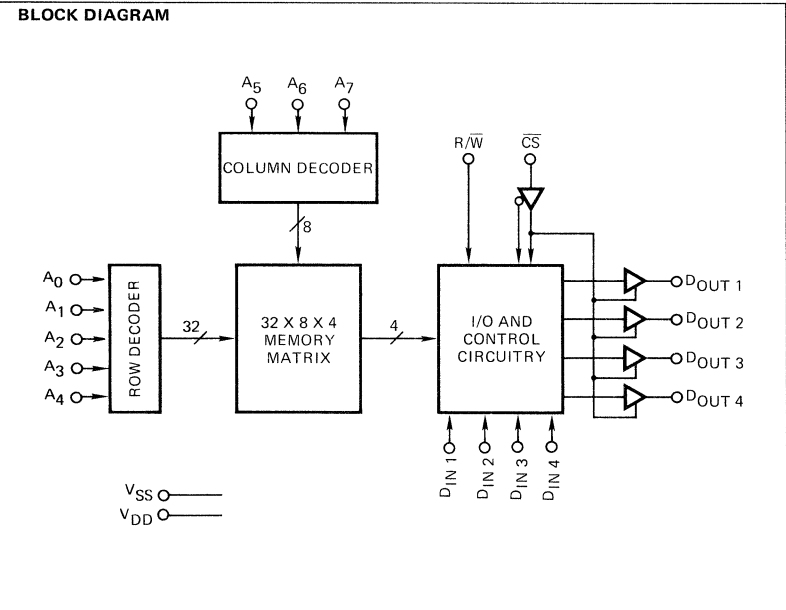 BLOCK DIAGRAM
A5 A6 A7
COLUMN DECODER
8
R/W̅ C̅S̅
A0
A1
A2
A3
A4
ROW DECODER
32
32 X 8 X 4
MEMORY
MATRIX
4
I/O AND
CONTROL
CIRCUITRY
DOUT 1
DOUT 2
DOUT 3
DOUT 4
DIN 1
DIN 2
DIN 3
DIN 4
VSS
VDD